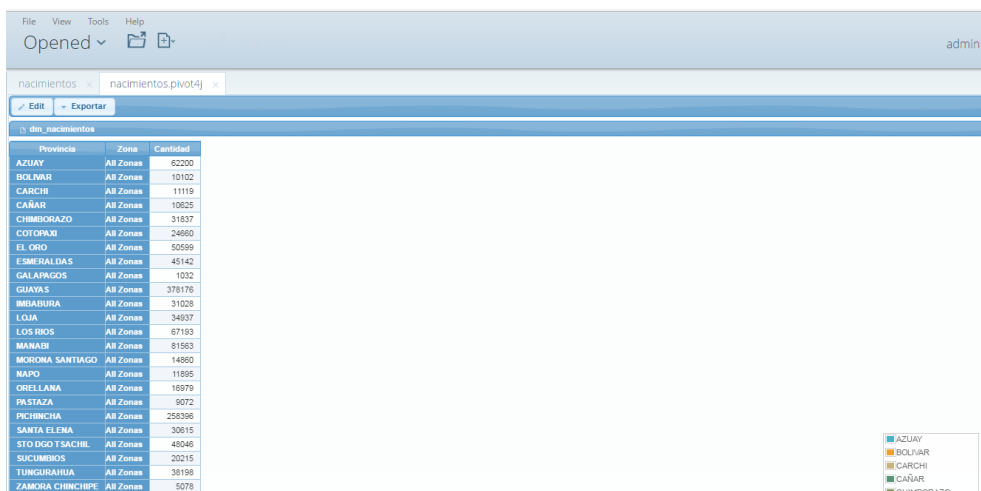 File View Tools Help
Opened
admin
nacimientos × nacimientos.pivot4j ×
Edit Exportar
dm_nacimientos
Provincia Zona Cantidad
AZUAY All Zonas 62200
BOLIVAR All Zonas 10102
CARCHI All Zonas 11119
CAÑAR All Zonas 10625
CHIMBORAZO All Zonas 31837
COTOPAXI All Zonas 24660
EL ORO All Zonas 50599
ESMERALDAS All Zonas 45142
GALAPAGOS All Zonas 1032
GUAYAS All Zonas 378176
IMBABURA All Zonas 31028
LOJA All Zonas 34937
LOS RIOS All Zonas 67193
MANABI All Zonas 81563
MORONA SANTIAGO All Zonas 14860
NAPO All Zonas 11895
ORELLANA All Zonas 16979
PASTAZA All Zonas 9072
PICHINCHA All Zonas 258396
SANTA ELENA All Zonas 30615
STO DGO TSACHIL All Zonas 48046
SUCUMBIOS All Zonas 20215
TUNGURAHUA All Zonas 38198
ZAMORA CHINCHIPE All Zonas 5078
AZUAY
BOLIVAR
CARCHI
CAÑAR